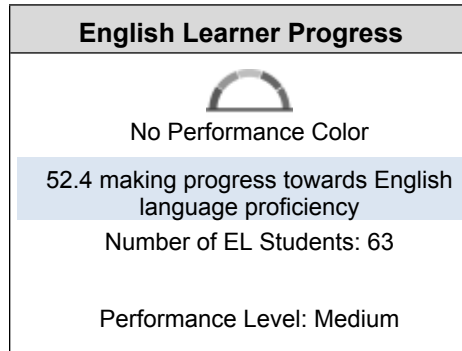 English Learner Progress
No Performance Color
52.4 making progress towards English
language proficiency
Number of EL Students: 63
Performance Level: Medium